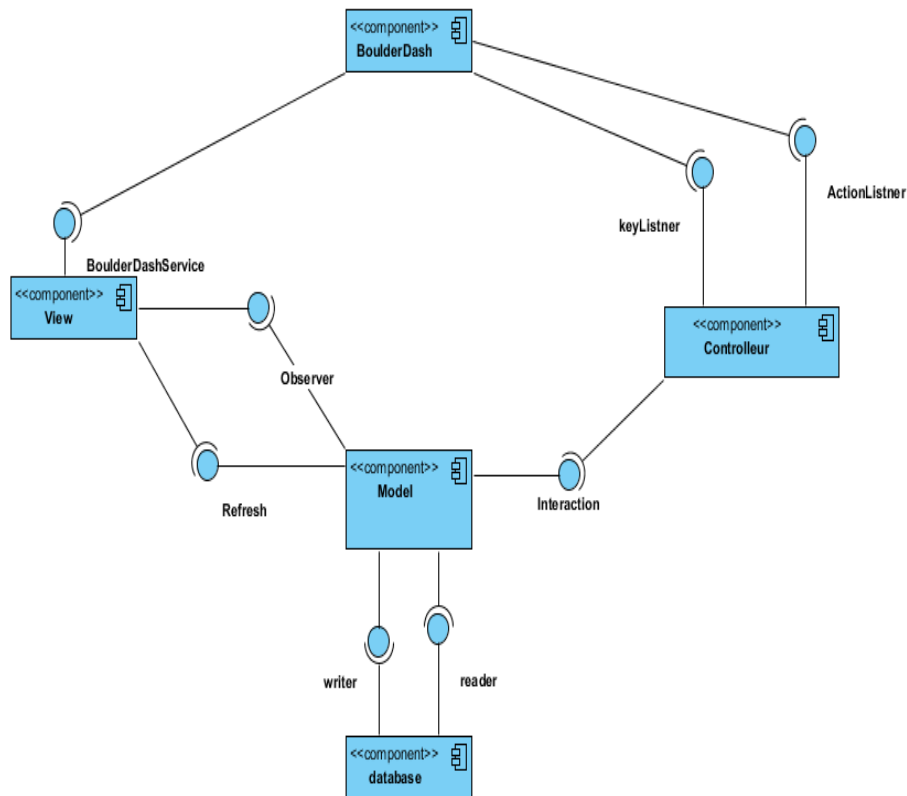 <<component>>
BoulderDash
ActionListner
keyListner
BoulderDashService
<<component>>
View
<<component>>
Controlleur
Observer
<<component>>
Model
Refresh
Interaction
writer
reader
<<component>>
database